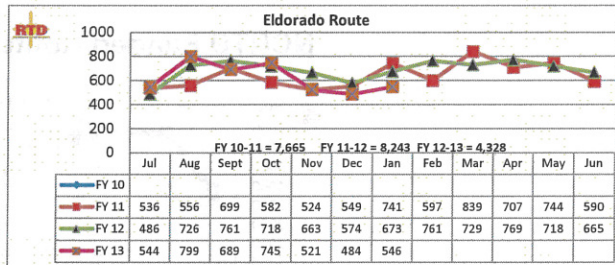 RTD
Eldorado Route
1000
800
600
400
200
0
FY 10-11 = 7,665 FY 11-12 = 8,243 FY 12-13 = 4,328
Jul Aug Sept Oct Nov Dec Jan Feb Mar Apr May Jun
FY 10
FY 11 536 556 699 582 524 549 741 597 839 707 744 590
FY 12 486 726 761 718 663 574 673 761 729 769 718 665
FY 13 544 799 689 745 521 484 546